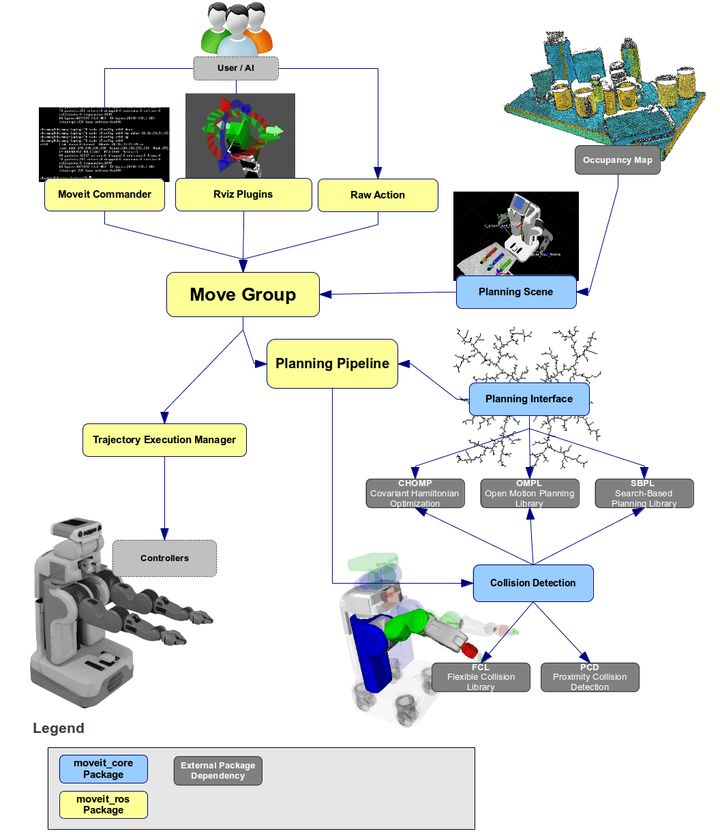 User / AI
Moveit Commander
Rviz Plugins
Raw Action
Occupancy Map
Move Group
Planning Scene
Planning Pipeline
Planning Interface
Trajectory Execution Manager
CHOMP
Covariant Hamiltonian
Optimization
OMPL
Open Motion Planning
Library
SBPL
Search-Based
Planning Library
Controllers
Collision Detection
FCL
Flexible Collision
Library
PCD
Proximity Collision
Detection
Legend
moveit_core
Package
External Package
Dependency
moveit_ros
Package